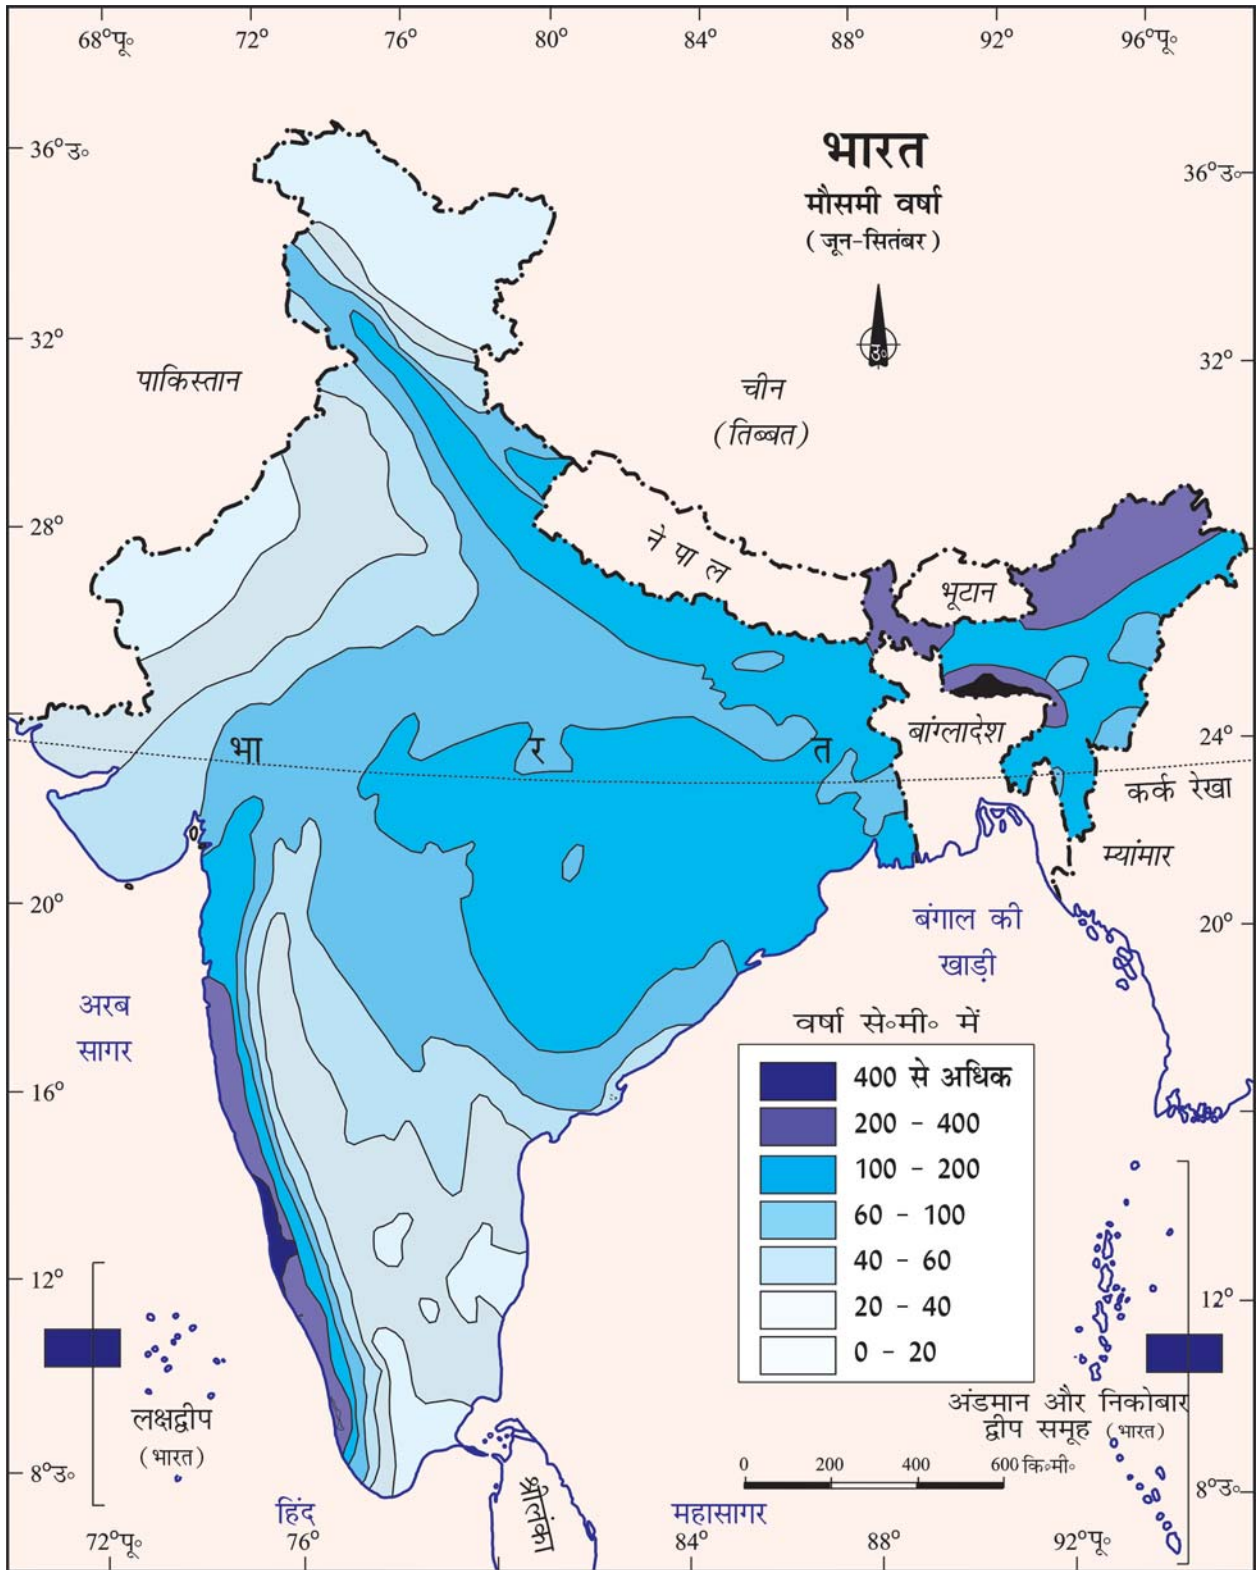 68°पू॰ 72° 76° 80° 84° 88° 92° 96°पू॰
36°उ॰
36°उ॰
भारत
मौसमी वर्षा
(जून-सितंबर)
उ॰
32°
32°
पाकिस्तान
चीन
(तिब्बत)
28°
नेपाल
भूटान
भारत
बांग्लादेश
24°
कर्क रेखा
म्यांमार
20°
20°
बंगाल की
खाड़ी
अरब
सागर
वर्षा से॰मी॰ में
400 से अधिक
200 - 400
100 - 200
60 - 100
40 - 60
20 - 40
0 - 20
16°
12°
12°
लक्षद्वीप
(भारत)
अंडमान और निकोबार
द्वीप समूह (भारत)
0 200 400 600 कि॰मी॰
8°उ॰
8°उ॰
श्रीलंका
हिंद महासागर
72°पू॰ 76° 84° 88° 92°पू॰